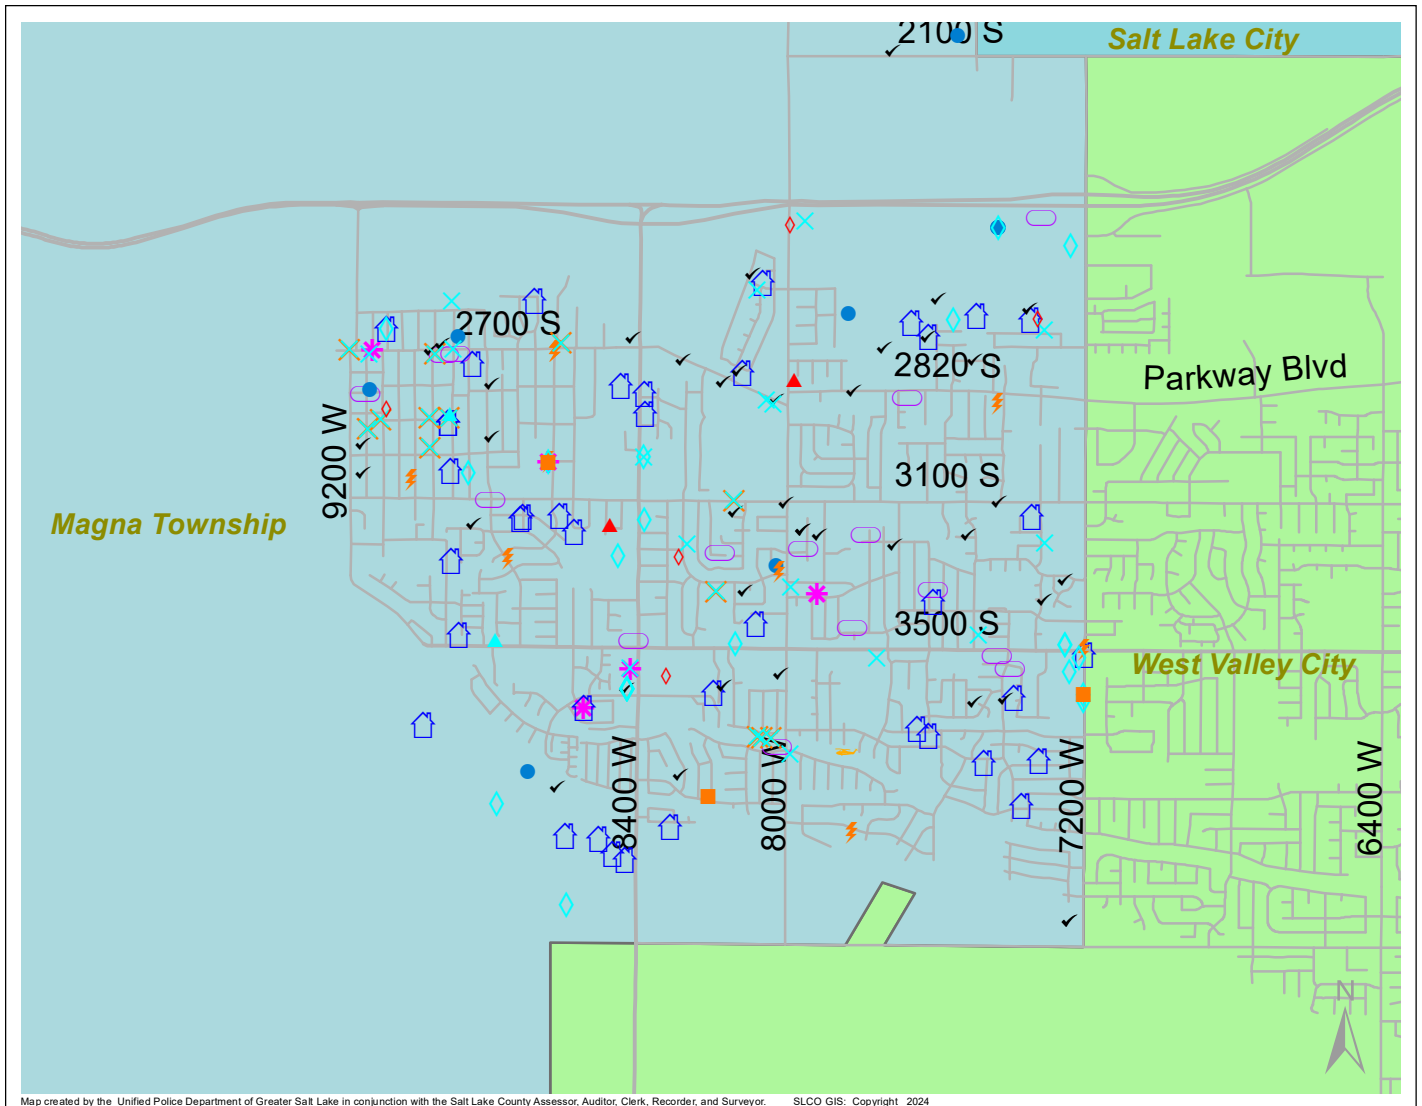 2100 S
Salt Lake City
2700 S
2820 S
Parkway Blvd
9200 W
3100 S
Magna Township
3500 S
West Valley City
8400 W
8000 W
7200 W
6400 W
N
Map created by the Unified Police Department of Greater Salt Lake in conjunction with the Salt Lake County Assessor, Auditor, Clerk, Recorder, and Surveyor. SLCO GIS: Copyright 2024